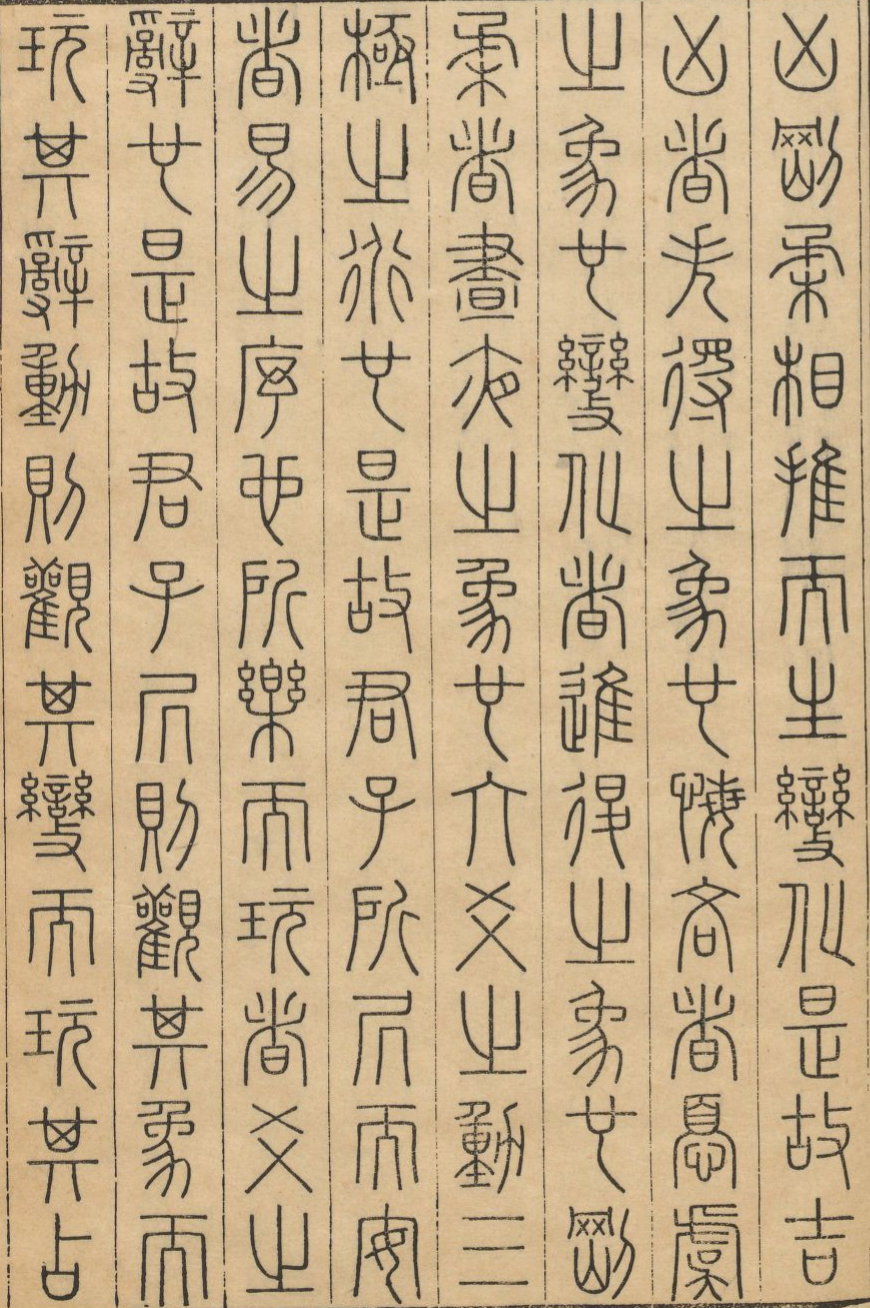 凶剛柔相推而生變化是故吉
凶者失得之象也悔吝者憂虞
之象也變化者進退之象也剛
柔者晝夜之象也六爻之動三
極之道也是故君子所居而安
者易之序也所樂而玩者爻之
辭也是故君子居則觀其象而
玩其辭動則觀其變而玩其占